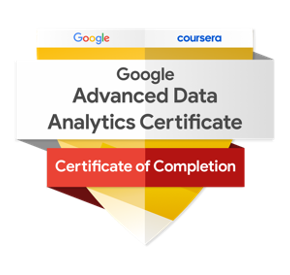 Google coursera
Google
Advanced Data
Analytics Certificate
Certificate of Completion